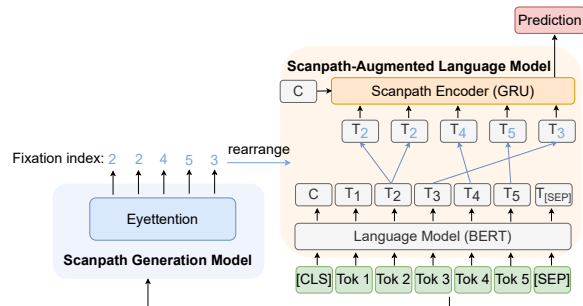 Prediction
Scanpath-Augmented Language Model
C
Scanpath Encoder (GRU)
T2 T2 T4 T5 T3
Fixation index: 2 2 4 5 3
rearrange
C T1 T2 T3 T4 T5 T[SEP]
Eyettention
Language Model (BERT)
Scanpath Generation Model
[CLS] Tok 1 Tok 2 Tok 3 Tok 4 Tok 5 [SEP]